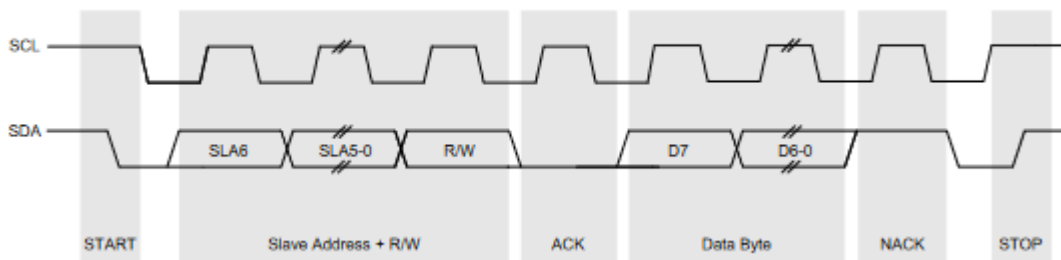 SCL
SDA
SLA6 SLA5-0 R/W D7 D6-0
START Slave Address + R/W ACK Data Byte NACK STOP